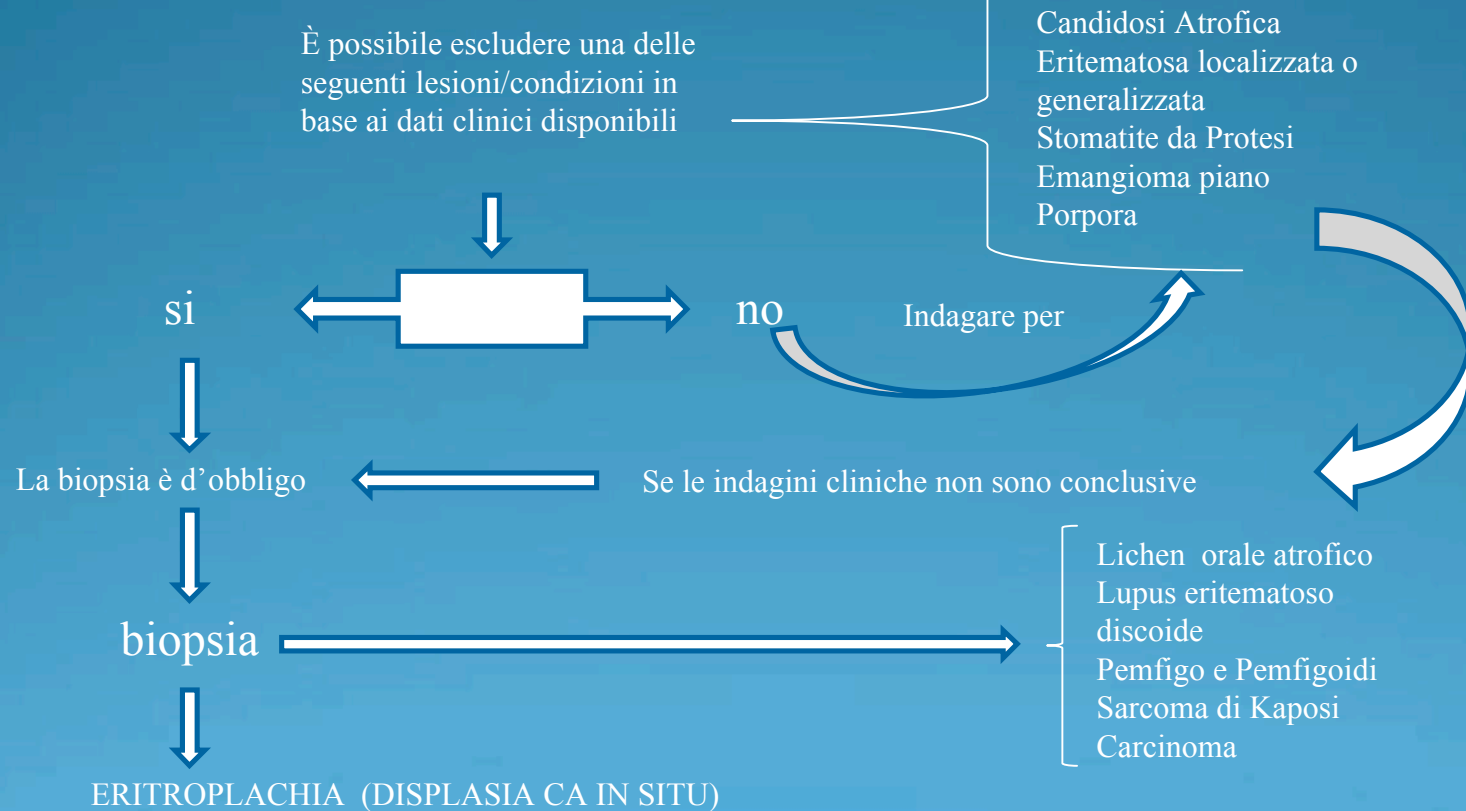 È possibile escludere una delle
seguenti lesioni/condizioni in
base ai dati clinici disponibili
Candidosi Atrofica
Eritematosa localizzata o
generalizzata
Stomatite da Protesi
Emangioma piano
Porpora
si
no
Indagare per
La biopsia è d’obbligo
Se le indagini cliniche non sono conclusive
biopsia
Lichen orale atrofico
Lupus eritematoso
discoide
Pemfigo e Pemfigoidi
Sarcoma di Kaposi
Carcinoma
ERITROPLACHIA (DISPLASIA CA IN SITU)